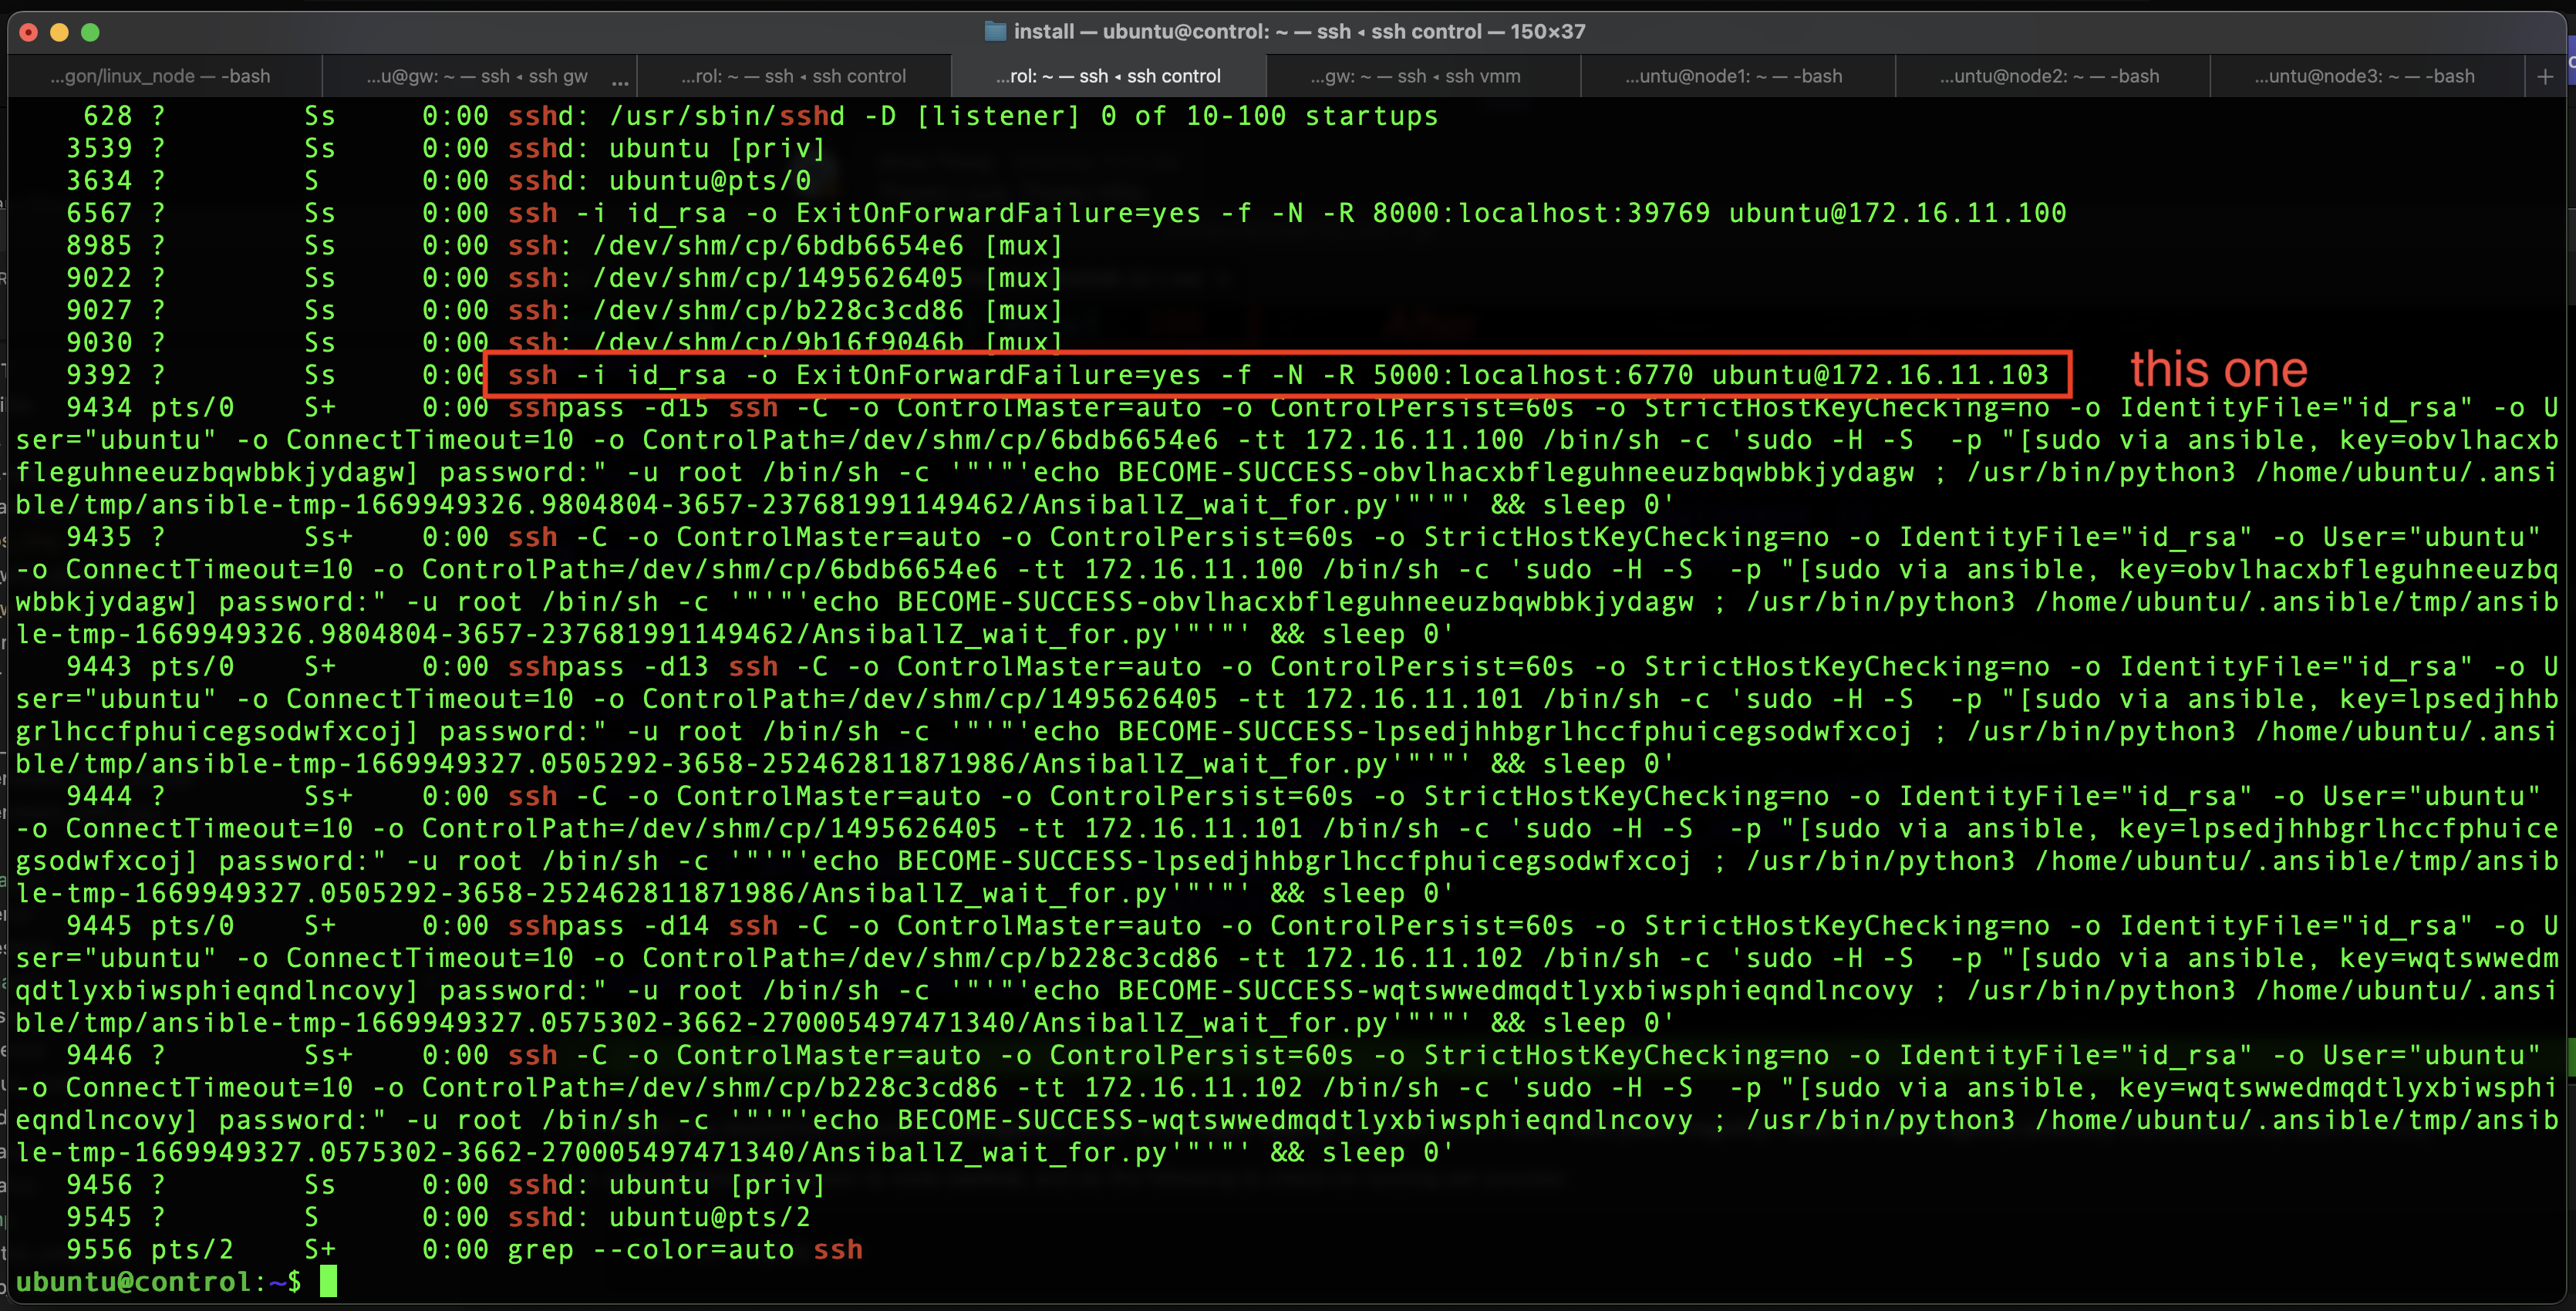 install — ubuntu@control: ~ — ssh ◂ ssh control — 150×37
...gon/linux_node — -bash ...u@gw: ~ — ssh ◂ ssh gw ... ...rol: ~ — ssh ◂ ssh control ...rol: ~ — ssh ◂ ssh control ...gw: ~ — ssh ◂ ssh vmm ...untu@node1: ~ — -bash ...untu@node2: ~ — -bash ...untu@node3: ~ — -bash +
628 ? Ss 0:00 sshd: /usr/sbin/sshd -D [listener] 0 of 10-100 startups
3539 ? Ss 0:00 sshd: ubuntu [priv]
3634 ? S 0:00 sshd: ubuntu@pts/0
6567 ? Ss 0:00 ssh -i id_rsa -o ExitOnForwardFailure=yes -f -N -R 8000:localhost:39769 ubuntu@172.16.11.100
8985 ? Ss 0:00 ssh: /dev/shm/cp/6bdb6654e6 [mux]
9022 ? Ss 0:00 ssh: /dev/shm/cp/1495626405 [mux]
9027 ? Ss 0:00 ssh: /dev/shm/cp/b228c3cd86 [mux]
9030 ? Ss 0:00 ssh: /dev/shm/cp/9b16f9046b [mux]
9392 ? Ss 0:00 ssh -i id_rsa -o ExitOnForwardFailure=yes -f -N -R 5000:localhost:6770 ubuntu@172.16.11.103 this one
9434 pts/0 S+ 0:00 sshpass -d15 ssh -C -o ControlMaster=auto -o ControlPersist=60s -o StrictHostKeyChecking=no -o IdentityFile="id_rsa" -o U
ser="ubuntu" -o ConnectTimeout=10 -o ControlPath=/dev/shm/cp/6bdb6654e6 -tt 172.16.11.100 /bin/sh -c 'sudo -H -S  -p "[sudo via ansible, key=obvlhacxb
fleguhneeuzbqwbbkjydagw] password:" -u root /bin/sh -c '"'"'echo BECOME-SUCCESS-obvlhacxbfleguhneeuzbqwbbkjydagw ; /usr/bin/python3 /home/ubuntu/.ansi
ble/tmp/ansible-tmp-1669949326.9804804-3657-237681991149462/AnsiballZ_wait_for.py'"'"' && sleep 0'
9435 ? Ss+ 0:00 ssh -C -o ControlMaster=auto -o ControlPersist=60s -o StrictHostKeyChecking=no -o IdentityFile="id_rsa" -o User="ubuntu"
-o ConnectTimeout=10 -o ControlPath=/dev/shm/cp/6bdb6654e6 -tt 172.16.11.100 /bin/sh -c 'sudo -H -S  -p "[sudo via ansible, key=obvlhacxbfleguhneeuzbq
wbbkjydagw] password:" -u root /bin/sh -c '"'"'echo BECOME-SUCCESS-obvlhacxbfleguhneeuzbqwbbkjydagw ; /usr/bin/python3 /home/ubuntu/.ansible/tmp/ansib
le-tmp-1669949326.9804804-3657-237681991149462/AnsiballZ_wait_for.py'"'"' && sleep 0'
9443 pts/0 S+ 0:00 sshpass -d13 ssh -C -o ControlMaster=auto -o ControlPersist=60s -o StrictHostKeyChecking=no -o IdentityFile="id_rsa" -o U
ser="ubuntu" -o ConnectTimeout=10 -o ControlPath=/dev/shm/cp/1495626405 -tt 172.16.11.101 /bin/sh -c 'sudo -H -S  -p "[sudo via ansible, key=lpsedjhhb
grlhccfphuicegsodwfxcoj] password:" -u root /bin/sh -c '"'"'echo BECOME-SUCCESS-lpsedjhhbgrlhccfphuicegsodwfxcoj ; /usr/bin/python3 /home/ubuntu/.ansi
ble/tmp/ansible-tmp-1669949327.0505292-3658-252462811871986/AnsiballZ_wait_for.py'"'"' && sleep 0'
9444 ? Ss+ 0:00 ssh -C -o ControlMaster=auto -o ControlPersist=60s -o StrictHostKeyChecking=no -o IdentityFile="id_rsa" -o User="ubuntu"
-o ConnectTimeout=10 -o ControlPath=/dev/shm/cp/1495626405 -tt 172.16.11.101 /bin/sh -c 'sudo -H -S  -p "[sudo via ansible, key=lpsedjhhbgrlhccfphuice
gsodwfxcoj] password:" -u root /bin/sh -c '"'"'echo BECOME-SUCCESS-lpsedjhhbgrlhccfphuicegsodwfxcoj ; /usr/bin/python3 /home/ubuntu/.ansible/tmp/ansib
le-tmp-1669949327.0505292-3658-252462811871986/AnsiballZ_wait_for.py'"'"' && sleep 0'
9445 pts/0 S+ 0:00 sshpass -d14 ssh -C -o ControlMaster=auto -o ControlPersist=60s -o StrictHostKeyChecking=no -o IdentityFile="id_rsa" -o U
ser="ubuntu" -o ConnectTimeout=10 -o ControlPath=/dev/shm/cp/b228c3cd86 -tt 172.16.11.102 /bin/sh -c 'sudo -H -S  -p "[sudo via ansible, key=wqtswwedm
qdtlyxbiwsphieqndlncovy] password:" -u root /bin/sh -c '"'"'echo BECOME-SUCCESS-wqtswwedmqdtlyxbiwsphieqndlncovy ; /usr/bin/python3 /home/ubuntu/.ansi
ble/tmp/ansible-tmp-1669949327.0575302-3662-270005497471340/AnsiballZ_wait_for.py'"'"' && sleep 0'
9446 ? Ss+ 0:00 ssh -C -o ControlMaster=auto -o ControlPersist=60s -o StrictHostKeyChecking=no -o IdentityFile="id_rsa" -o User="ubuntu"
-o ConnectTimeout=10 -o ControlPath=/dev/shm/cp/b228c3cd86 -tt 172.16.11.102 /bin/sh -c 'sudo -H -S  -p "[sudo via ansible, key=wqtswwedmqdtlyxbiwsphi
eqndlncovy] password:" -u root /bin/sh -c '"'"'echo BECOME-SUCCESS-wqtswwedmqdtlyxbiwsphieqndlncovy ; /usr/bin/python3 /home/ubuntu/.ansible/tmp/ansib
le-tmp-1669949327.0575302-3662-270005497471340/AnsiballZ_wait_for.py'"'"' && sleep 0'
9456 ? Ss 0:00 sshd: ubuntu [priv]
9545 ? S 0:00 sshd: ubuntu@pts/2
9556 pts/2 S+ 0:00 grep --color=auto ssh
ubuntu@control:~$